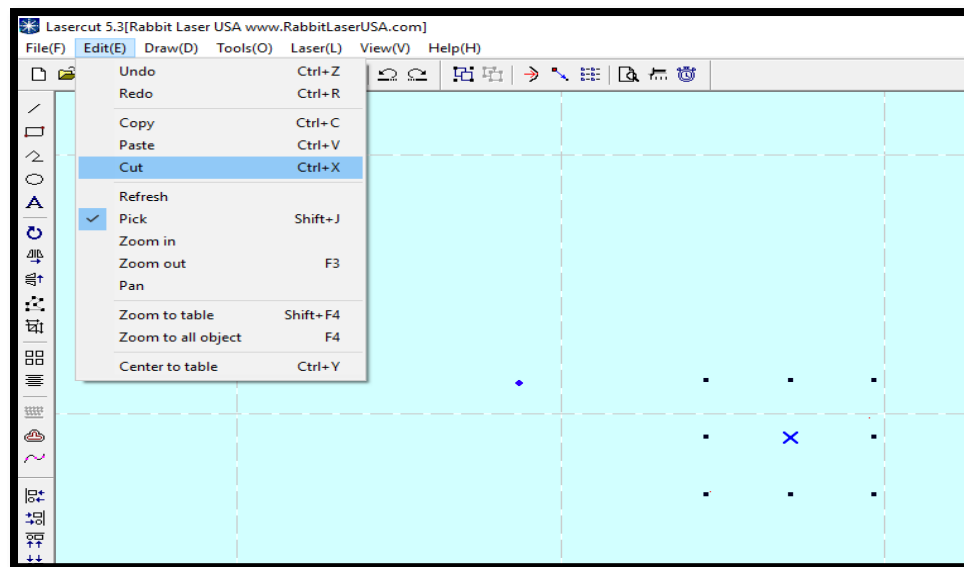 Lasercut 5.3[Rabbit Laser USA www.RabbitLaserUSA.com]
File(F) Edit(E) Draw(D) Tools(O) Laser(L) View(V) Help(H)
Undo Ctrl+Z
Redo Ctrl+R
Copy Ctrl+C
Paste Ctrl+V
Cut Ctrl+X
Refresh
Pick Shift+J
Zoom in
Zoom out F3
Pan
Zoom to table Shift+F4
Zoom to all object F4
Center to table Ctrl+Y
A